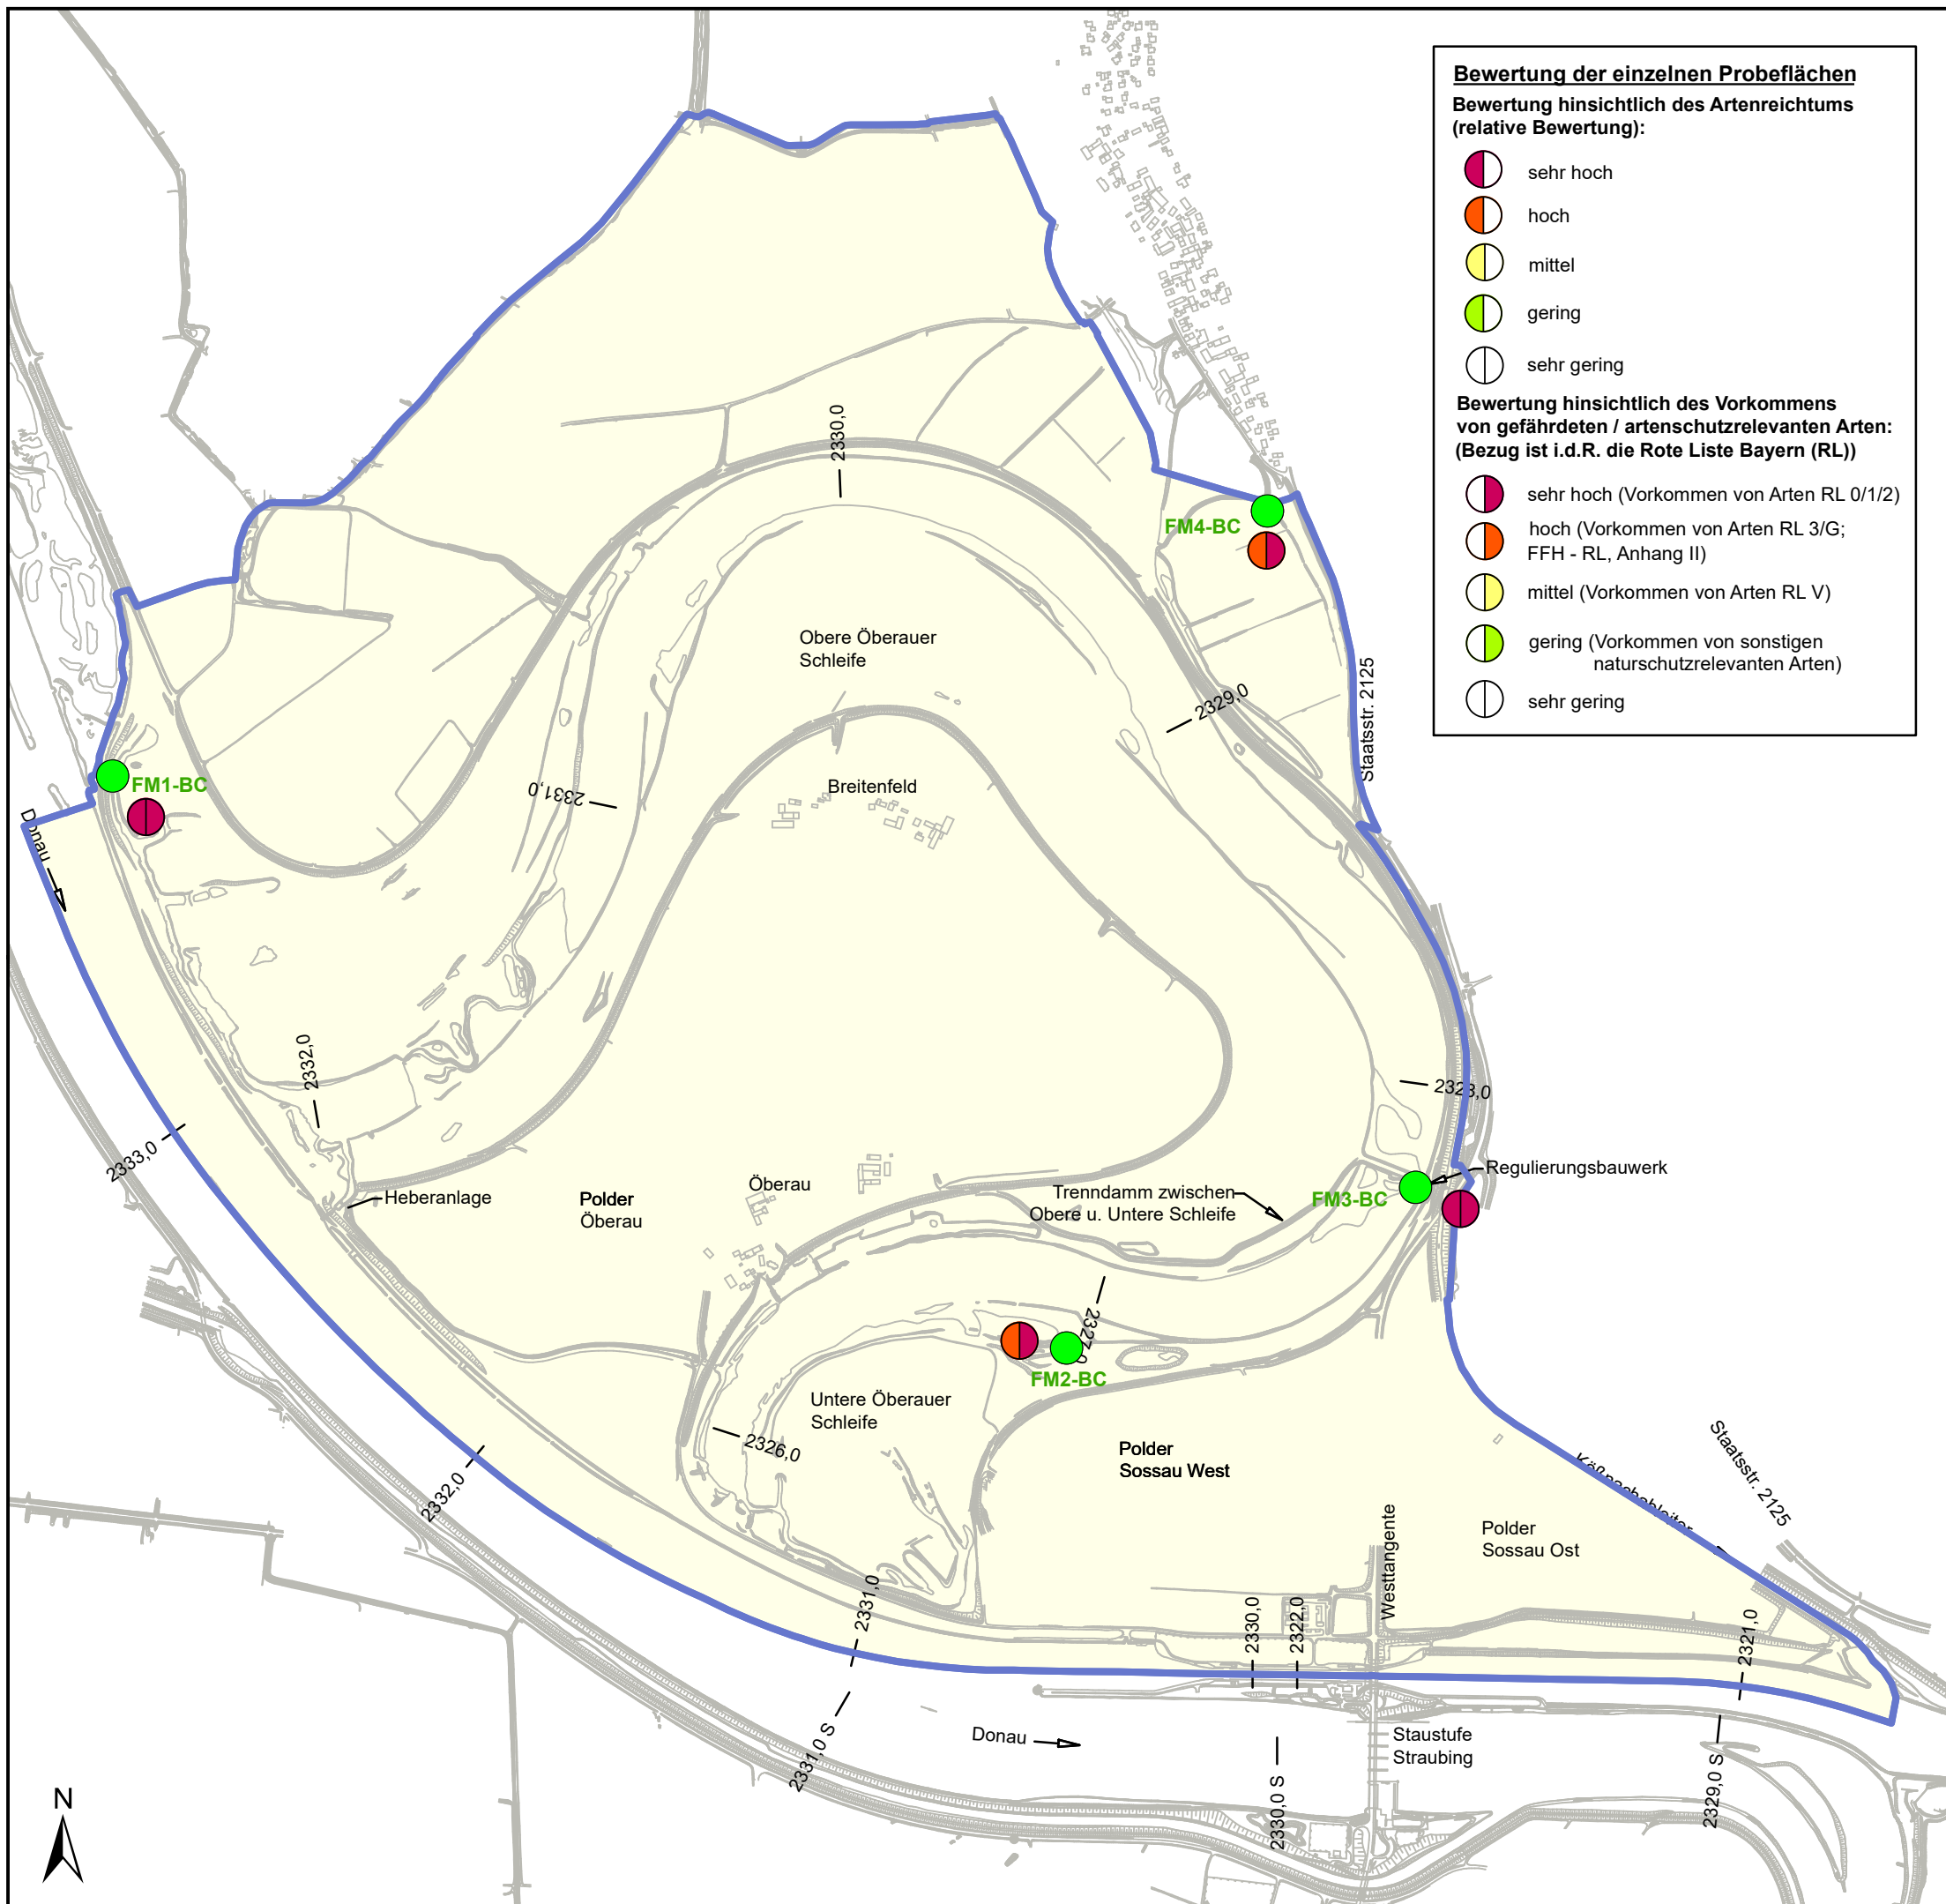 Bewertung der einzelnen Probeflächen
Bewertung hinsichtlich des Artenreichtums
(relative Bewertung):
sehr hoch
hoch
mittel
gering
sehr gering
Bewertung hinsichtlich des Vorkommens
von gefährdeten / artenschutzrelevanten Arten:
(Bezug ist i.d.R. die Rote Liste Bayern (RL))
sehr hoch (Vorkommen von Arten RL 0/1/2)
hoch (Vorkommen von Arten RL 3/G;
FFH - RL, Anhang II)
mittel (Vorkommen von Arten RL V)
gering (Vorkommen von sonstigen
naturschutzrelevanten Arten)
sehr gering
2330,0
FM4-BC
Obere Öberauer
Schleife
2329,0
Staatsstr. 2125
FM1-BC
2331,0
Breitenfeld
Donau
2332,0
2328,0
2333,0
Heberanlage
Polder
Öberau
Öberau
Trenndamm zwischen
Obere u. Untere Schleife
FM3-BC
Regulierungsbauwerk
2327,0
FM2-BC
Untere Öberauer
Schleife
2326,0
Polder
Sossau West
Staatsstr. 2125
2332,0
Westtangente
Polder
Sossau Ost
2331,0
2330,0
2322,0
2321,0
2331,0 S
Donau
Staustufe
Straubing
2330,0 S
2329,0 S
N